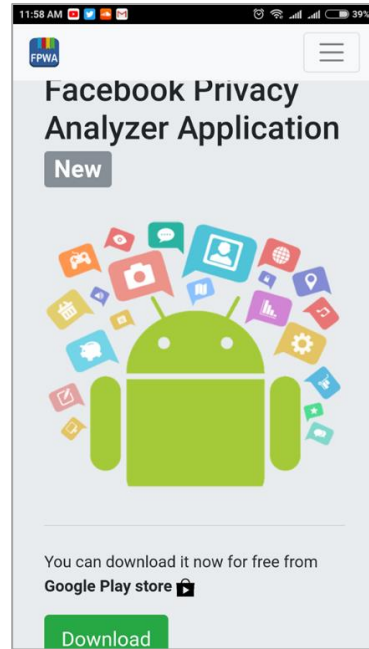 11:58 AM
39%
FPWA
Facebook Privacy
Analyzer Application
New
You can download it now for free from
Google Play store
Download